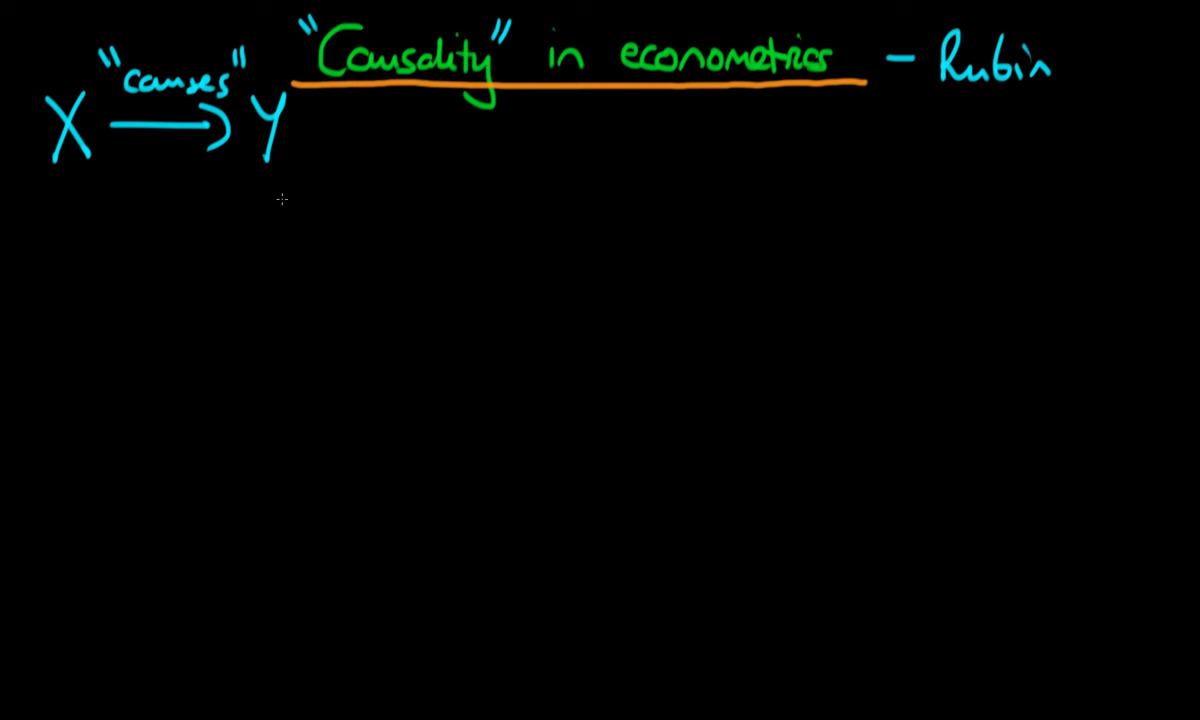 "Causality" in econometrics - Rubin
"causes"
X → Y